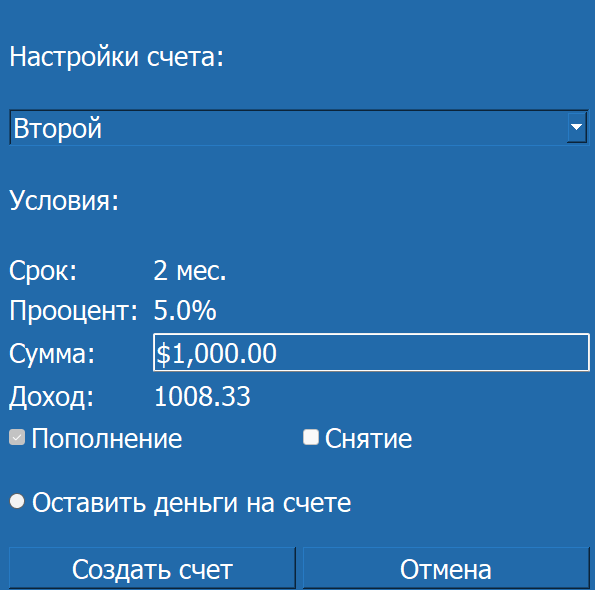 Настройки счета:
Второй
Условия:
Срок: 2 мес.
Прооцент: 5.0%
Сумма: $1,000.00
Доход: 1008.33
Пополнение Снятие
Оставить деньги на счете
Создать счет Отмена